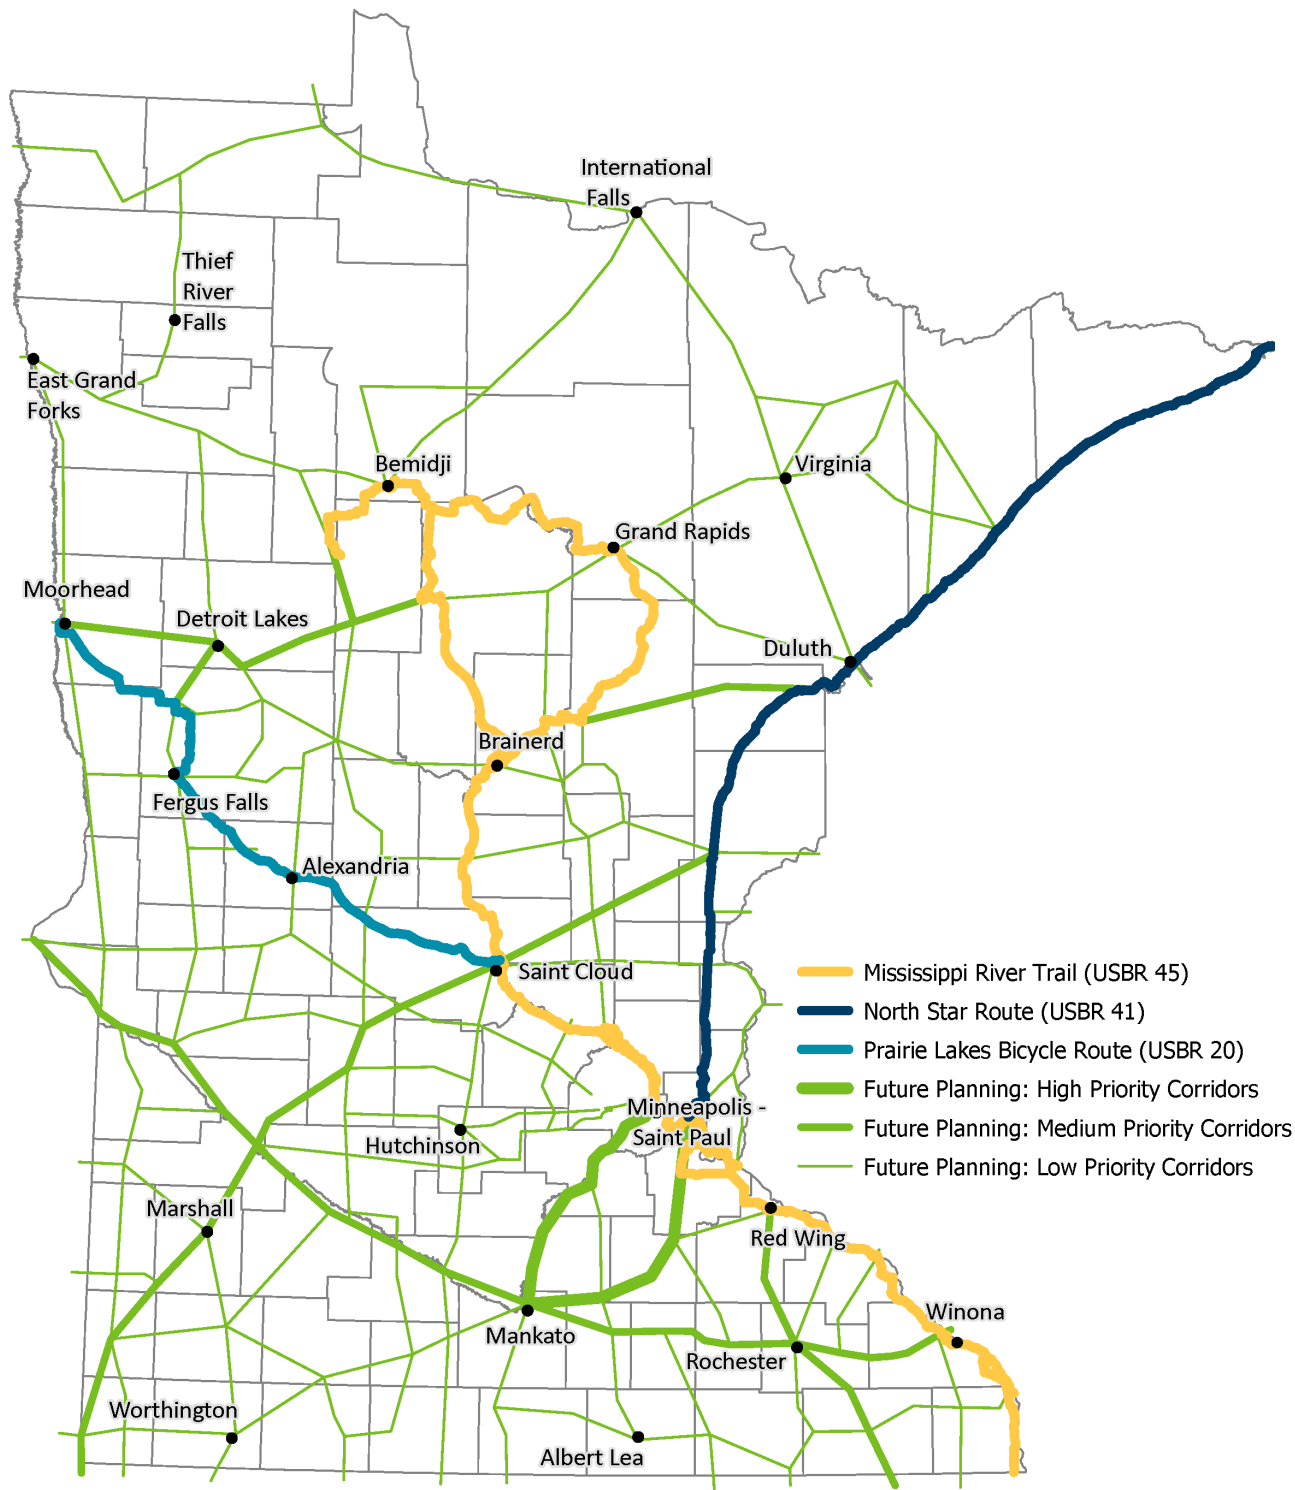 International
Falls
Thief
River
Falls
East Grand
Forks
Bemidji
Virginia
Grand Rapids
Moorhead
Detroit Lakes
Duluth
Brainerd
Fergus Falls
Alexandria
Saint Cloud
Mississippi River Trail (USBR 45)
North Star Route (USBR 41)
Prairie Lakes Bicycle Route (USBR 20)
Future Planning: High Priority Corridors
Future Planning: Medium Priority Corridors
Future Planning: Low Priority Corridors
Minneapolis -
Saint Paul
Hutchinson
Marshall
Red Wing
Winona
Mankato
Rochester
Worthington
Albert Lea